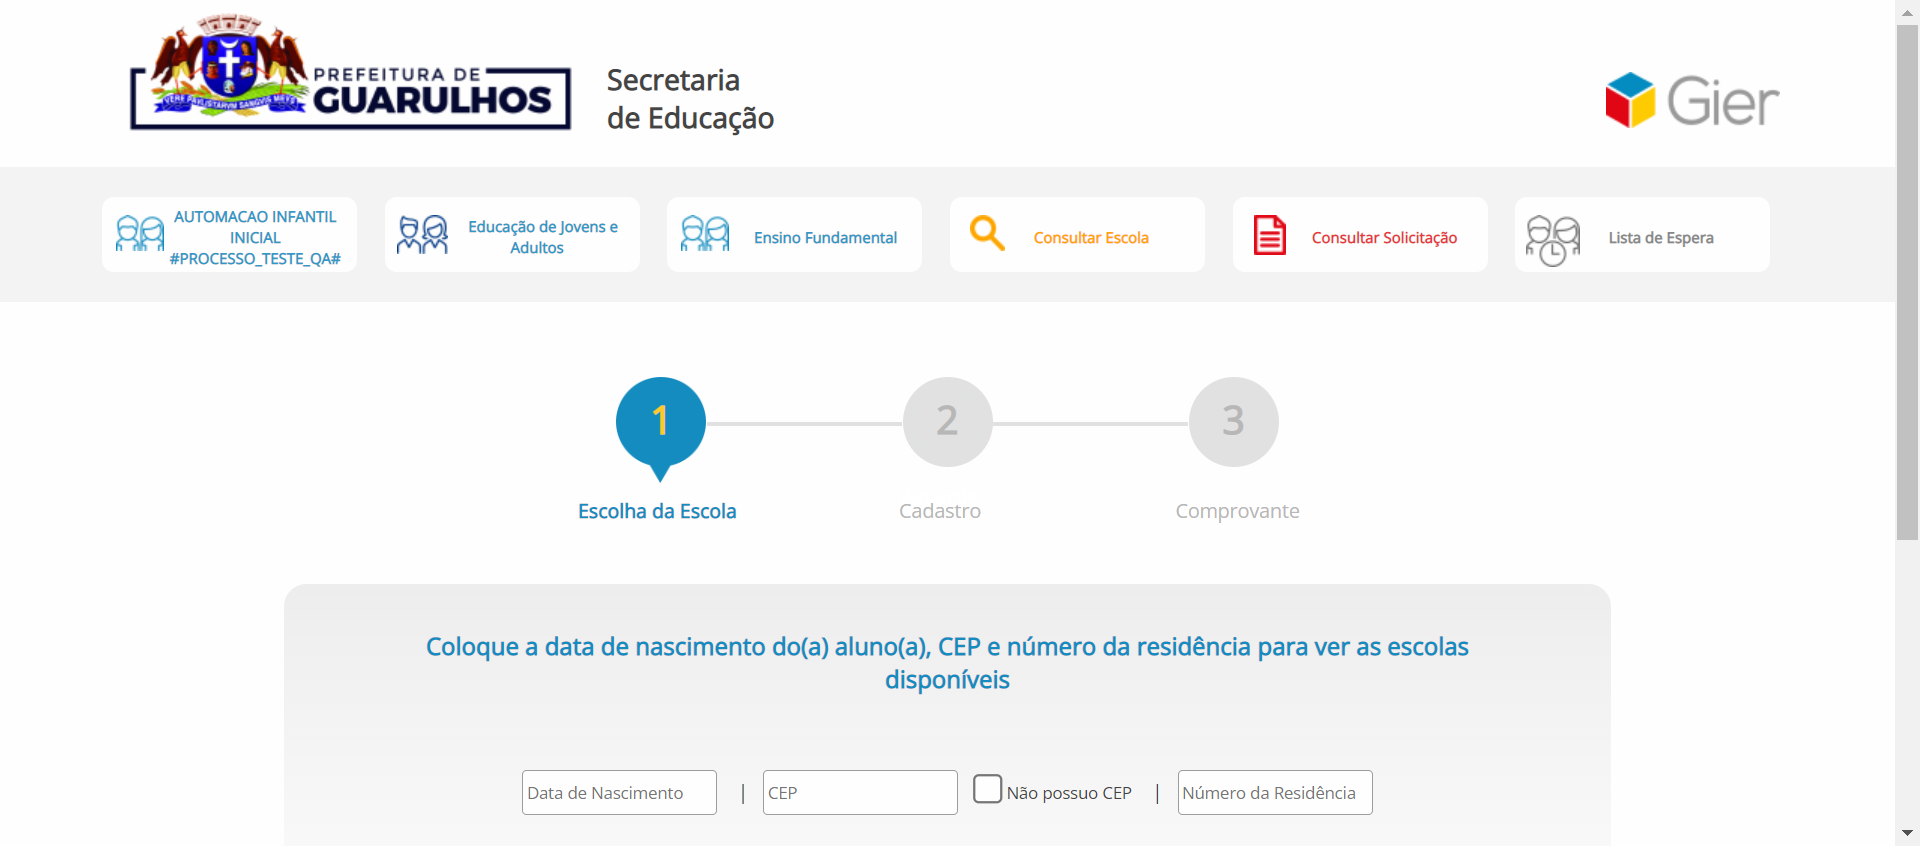 PREFEITURA DE
GUARULHOS
Secretaria
de Educação
Gier
AUTOMACAO INFANTIL
INICIAL
#PROCESSO_TESTE_QA#
Educação de Jovens e
Adultos
Ensino Fundamental
Consultar Escola
Consultar Solicitação
Lista de Espera
1
2
3
Escolha da Escola
Cadastro
Comprovante
Coloque a data de nascimento do(a) aluno(a), CEP e número da residência para ver as escolas
disponíveis
Data de Nascimento | CEP Não possuo CEP | Número da Residência